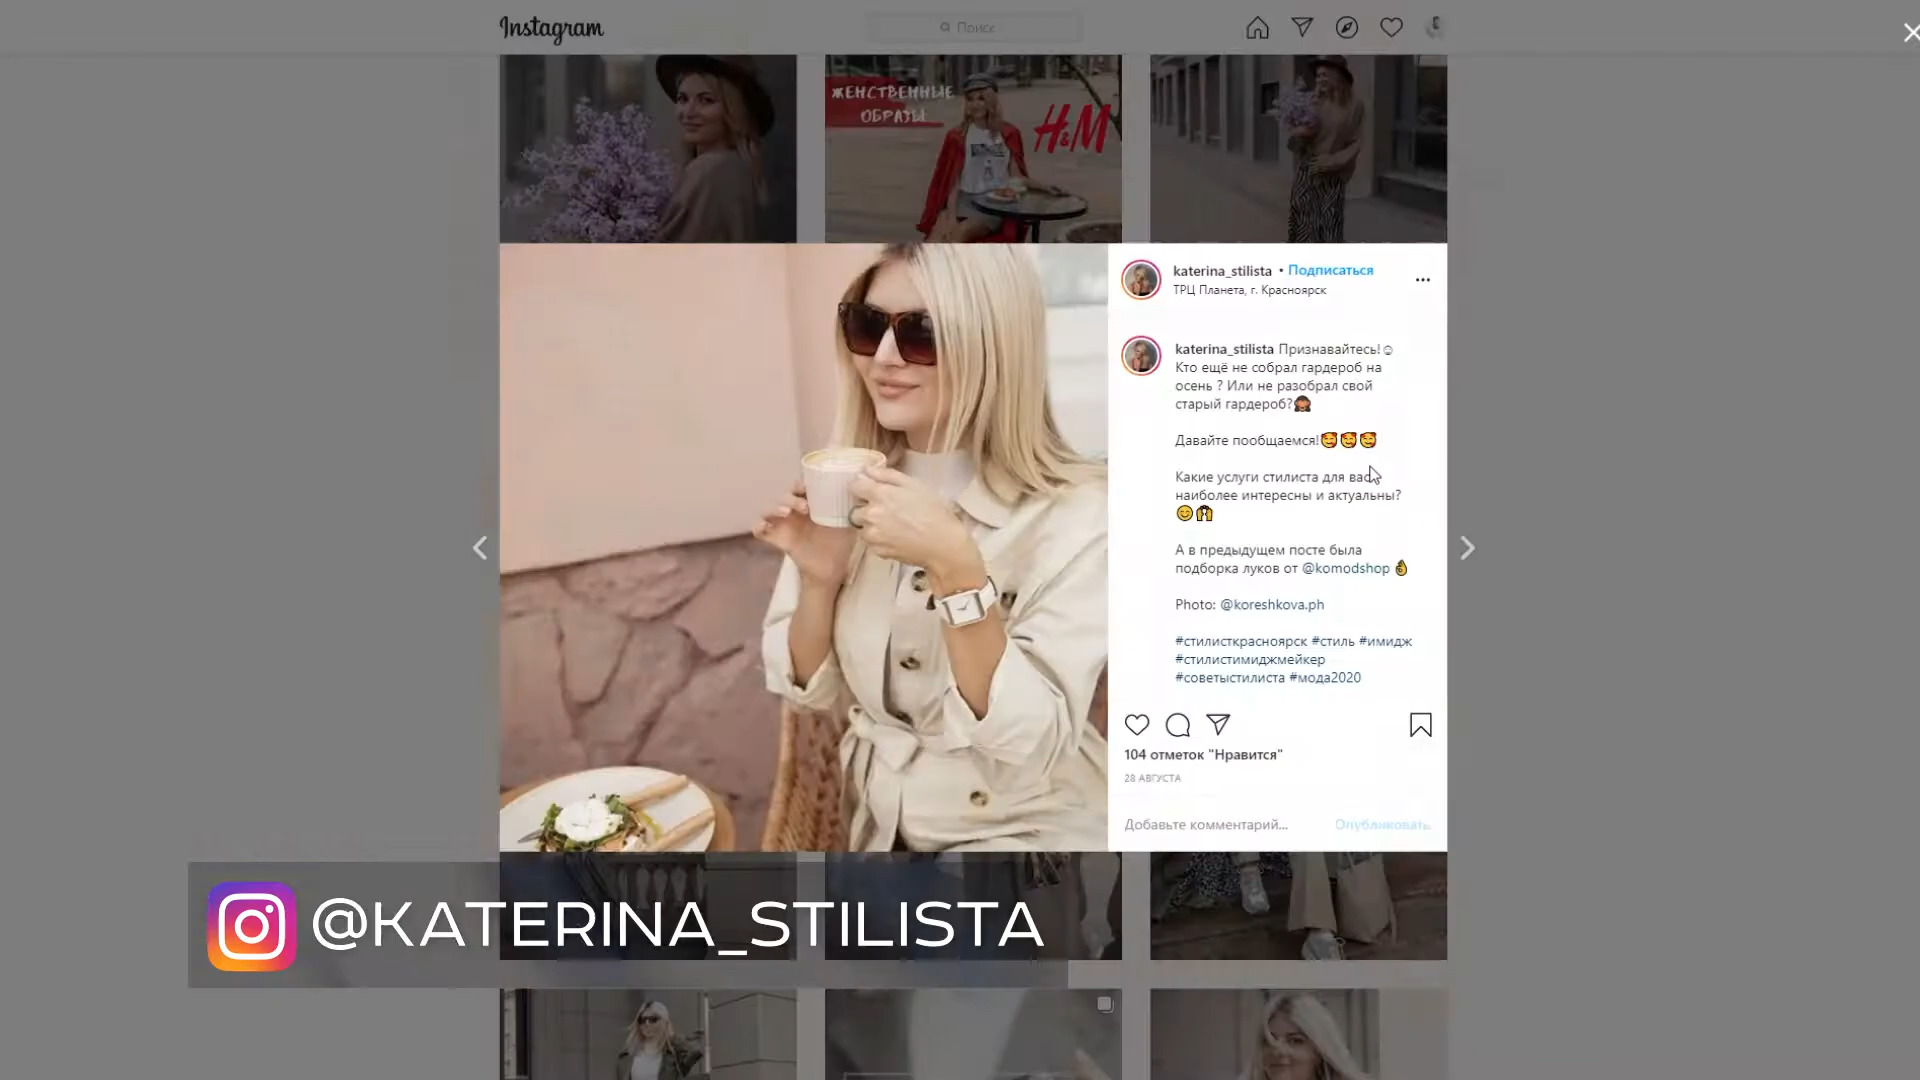 Instagram
Поиск
ЖЕНСТВЕННЫЕ
ОБРАЗЫ
H&M
katerina_stilista • Подписаться
ТРЦ Планета, г. Красноярск
katerina_stilista Признавайтесь!☺
Кто ещё не собрал гардероб на
осень ? Или не разобрал свой
старый гардероб?🙈
Давайте пообщаемся!🥰🥰🥰
Какие услуги стилиста для вас
наиболее интересны и актуальны?
😊🙌
А в предыдущем посте была
подборка луков от @komodshop 👌
Photo: @koreshkova.ph
#стилисткрасноярск #стиль #имидж
#стилистимиджмейкер
#советыстилиста #мода2020
104 отметок "Нравится"
28 АВГУСТА
Добавьте комментарий... Опубликовать
@KATERINA_STILISTA